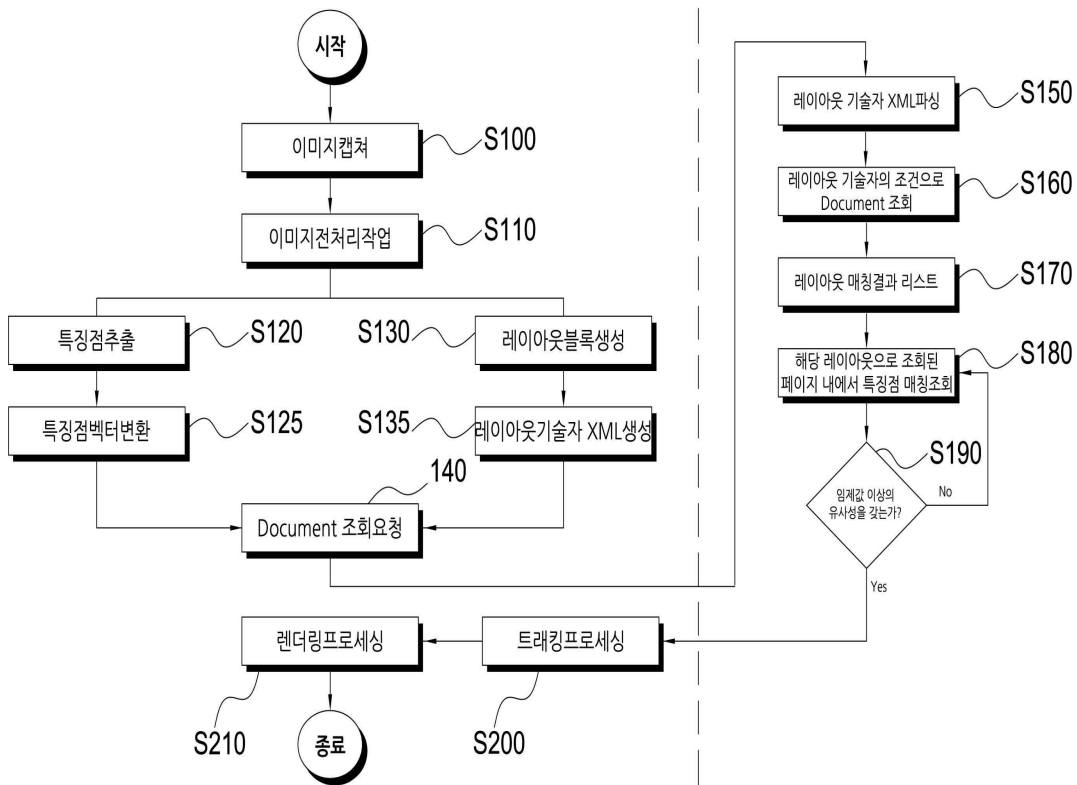 시작
이미지캡쳐
S100
이미지전처리작업
S110
특징점추출
S120
S130
레이아웃블록생성
특징점벡터변환
S125
S135
레이아웃기술자 XML생성
140
Document 조회요청
렌더링프로세싱
S210
트래킹프로세싱
S200
종료
레이아웃 기술자 XML파싱
S150
레이아웃 기술자의 조건으로
Document 조회
S160
레이아웃 매칭결과 리스트
S170
해당 레이아웃으로 조회된
페이지 내에서 특징점 매칭조회
S180
S190
임제값 이상의
유사성을 갖는가?
No
Yes